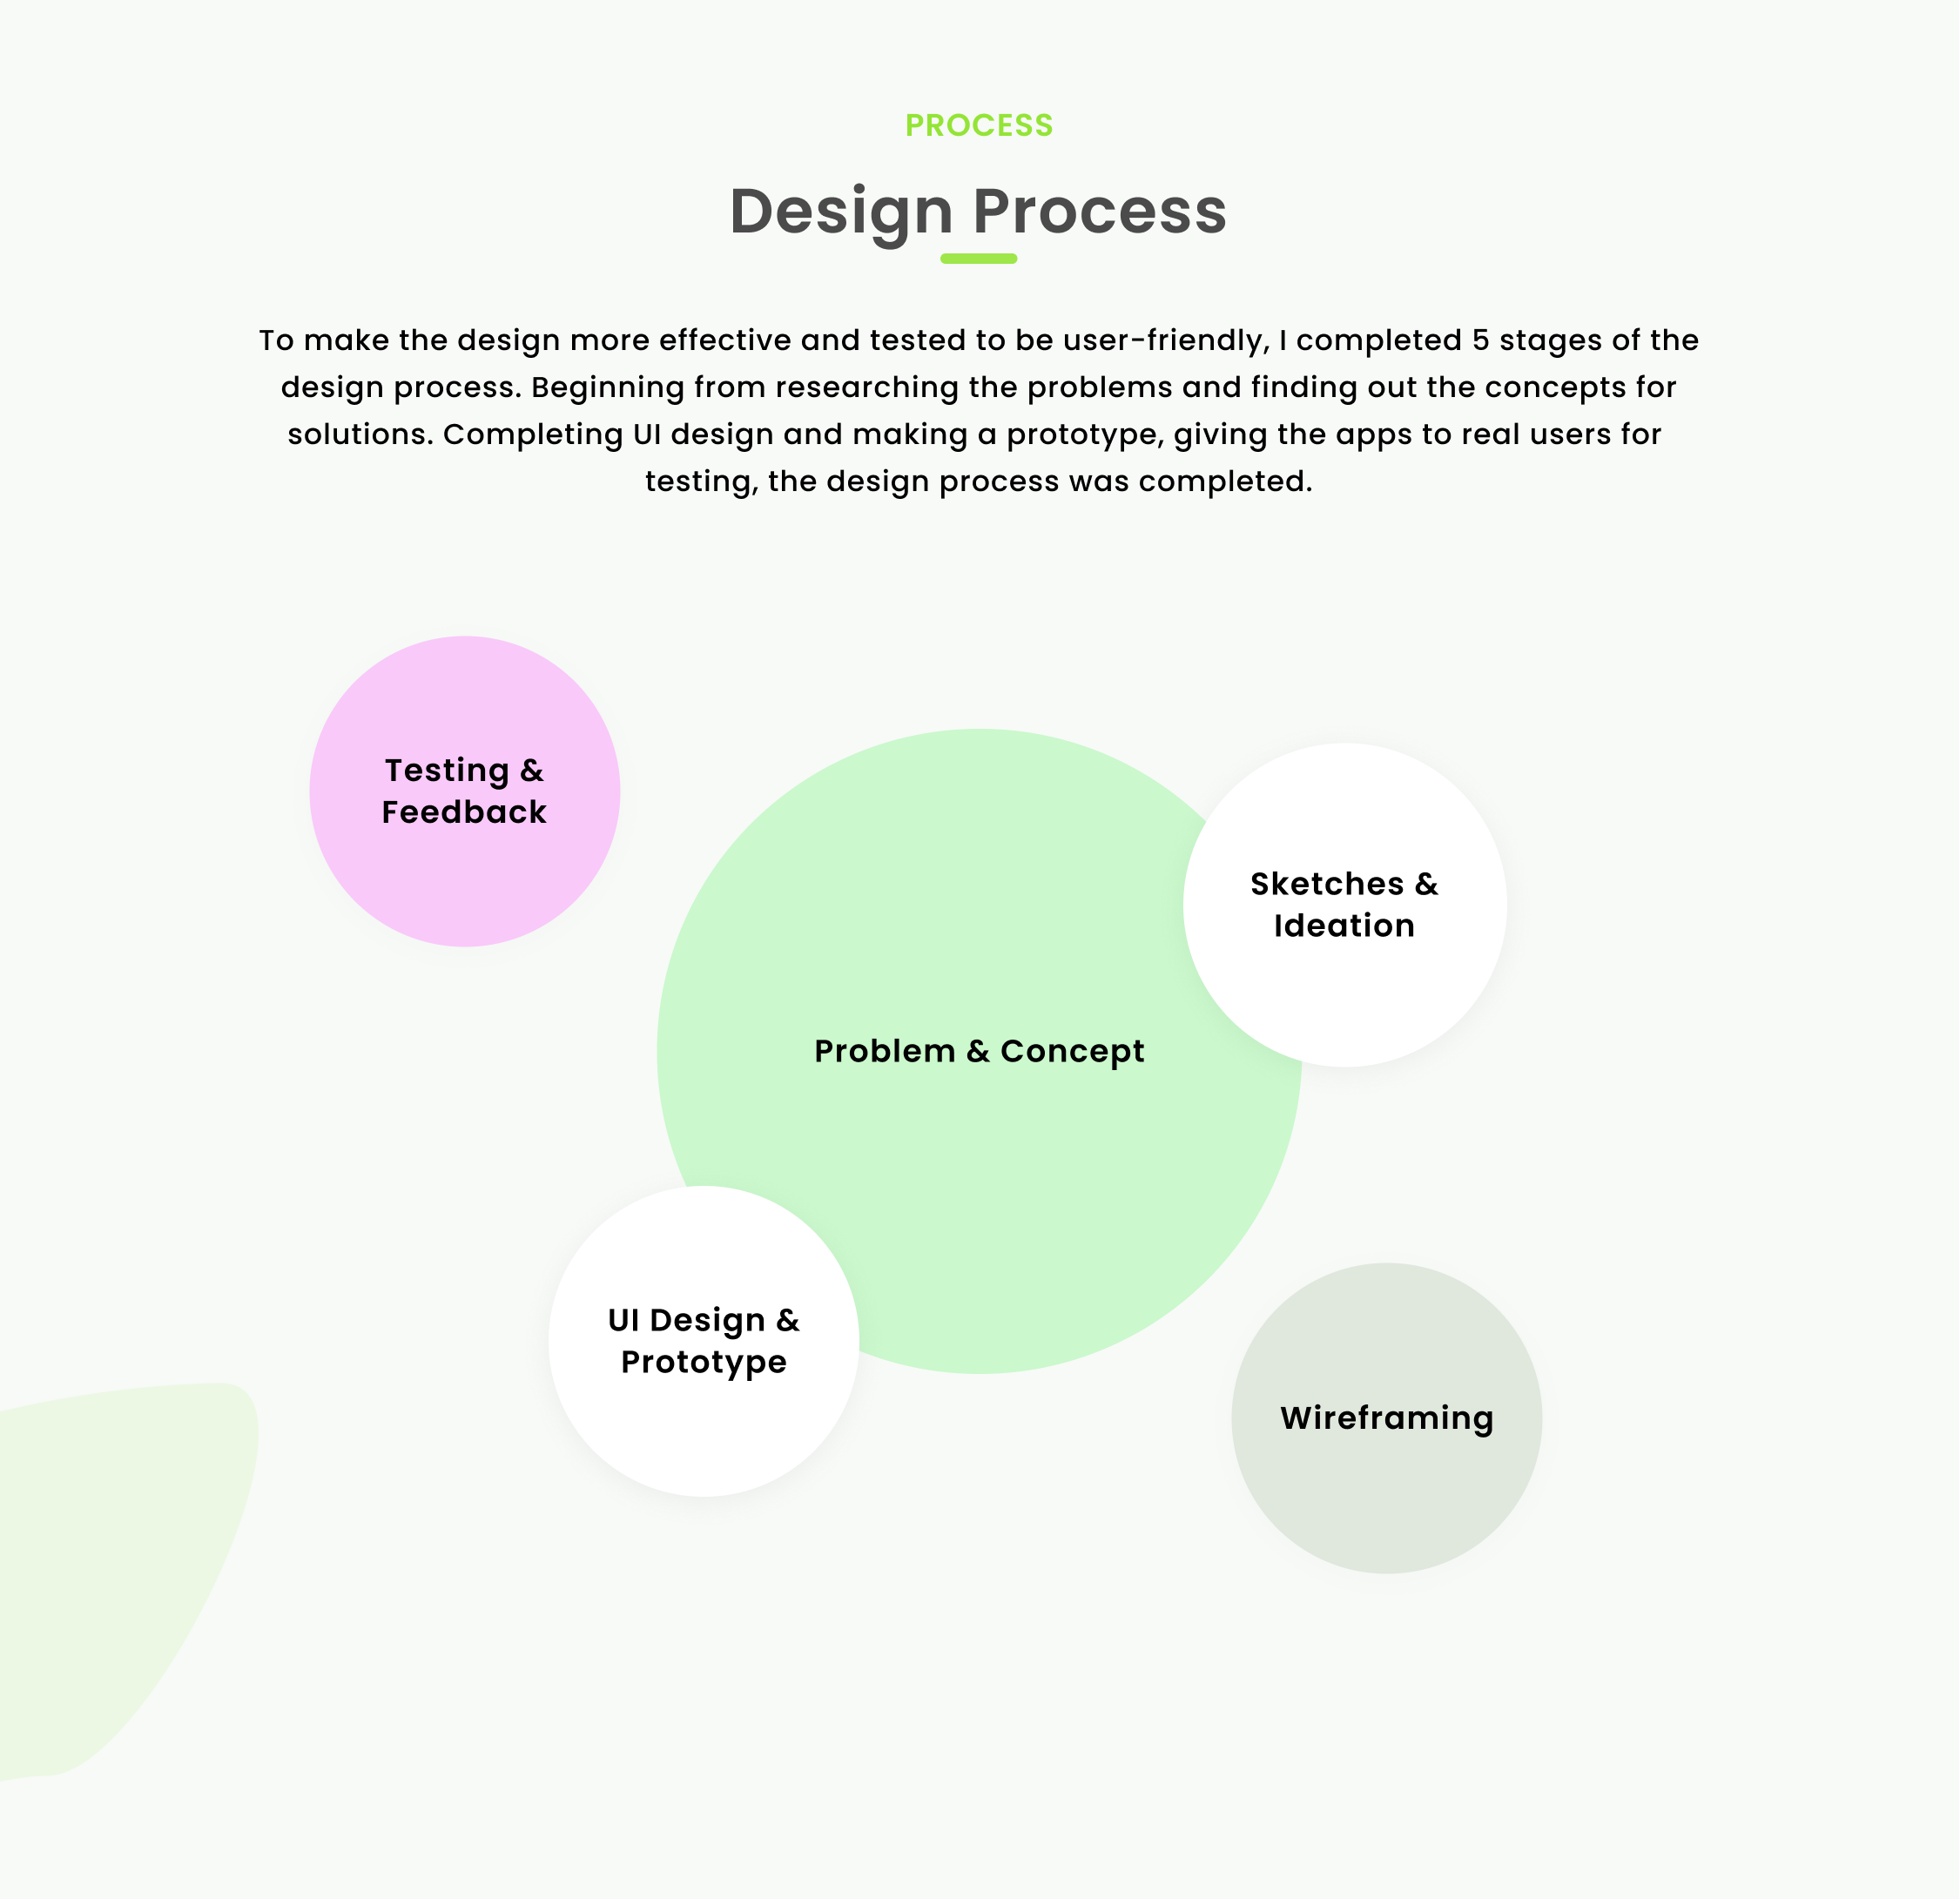 PROCESS
Design Process
To make the design more effective and tested to be user-friendly, I completed 5 stages of the
design process. Beginning from researching the problems and finding out the concepts for
solutions. Completing UI design and making a prototype, giving the apps to real users for
testing, the design process was completed.
Testing &
Feedback
Sketches &
Ideation
Problem & Concept
UI Design &
Prototype
Wireframing